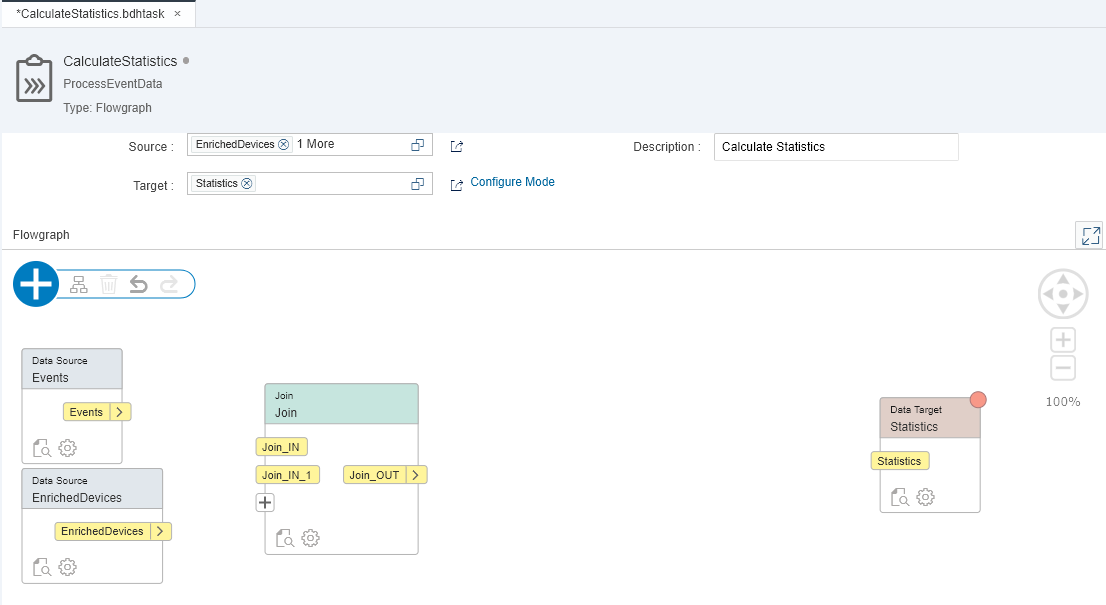 *CalculateStatistics.bdhtask ×
CalculateStatistics
ProcessEventData
Type: Flowgraph
Source : EnrichedDevices 1 More
Description : Calculate Statistics
Target : Statistics
Configure Mode
Flowgraph
100%
Data Source
Events
Events
Data Source
EnrichedDevices
EnrichedDevices
Join
Join
Join_IN
Join_IN_1
Join_OUT
Data Target
Statistics
Statistics